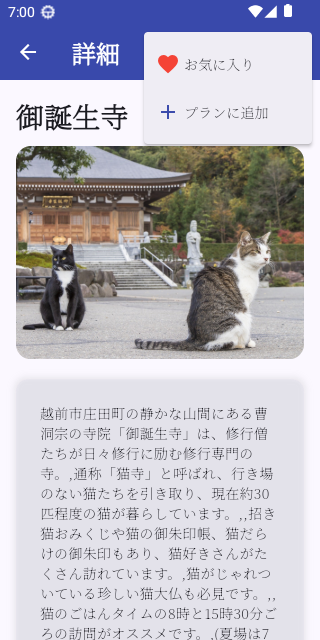 7:00
詳細
お気に入り
プランに追加
御誕生寺
越前市庄田町の静かな山間にある曹
洞宗の寺院「御誕生寺」は、修行僧
たちが日々修行に励む修行専門の
寺。,通称「猫寺」と呼ばれ、行き場
のない猫たちを引き取り、現在約30
匹程度の猫が暮らしています。,,招き
猫おみくじや猫の御朱印帳、猫だら
けの御朱印もあり、猫好きさんがた
くさん訪れています。,猫がじゃれつ
いている珍しい猫大仏も必見です。,,
猫のごはんタイムの8時と15時30分ご
ろの訪問がオススメです。,(夏場は7